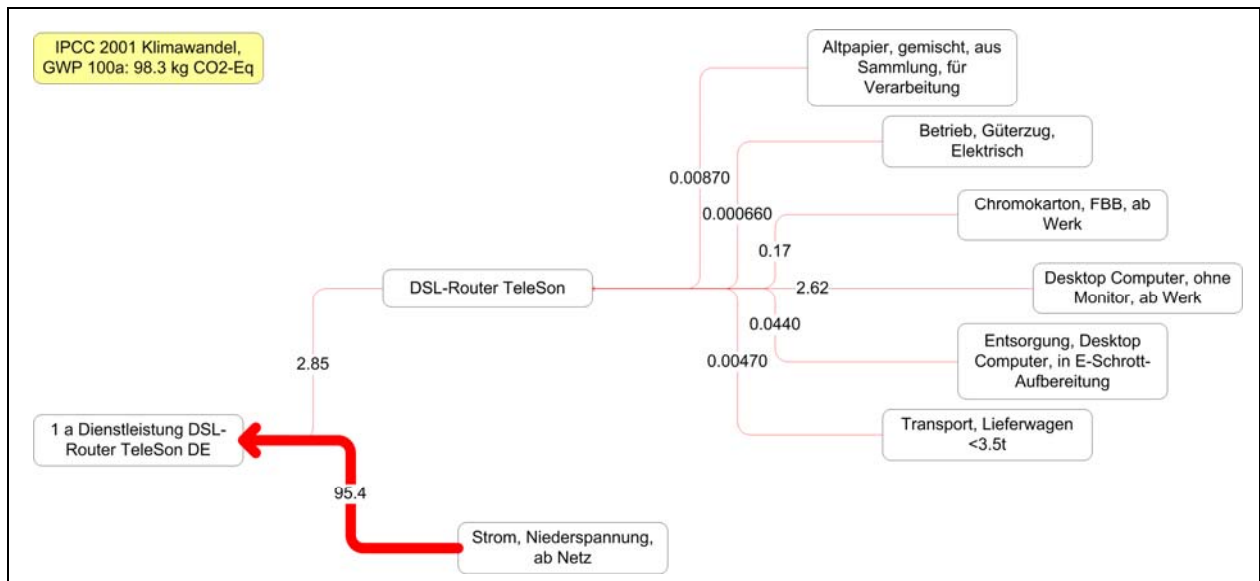 IPCC 2001 Klimawandel,
GWP 100a: 98.3 kg CO2-Eq
Altpapier, gemischt, aus
Sammlung, für
Verarbeitung
Betrieb, Güterzug,
Elektrisch
0.00870
0.000660
Chromokarton, FBB, ab
Werk
0.17
DSL-Router TeleSon
2.62
Desktop Computer, ohne
Monitor, ab Werk
0.0440
0.00470
Entsorgung, Desktop
Computer, in E-Schrott-
Aufbereitung
2.85
Transport, Lieferwagen
<3.5t
1 a Dienstleistung DSL-
Router TeleSon DE
95.4
Strom, Niederspannung,
ab Netz